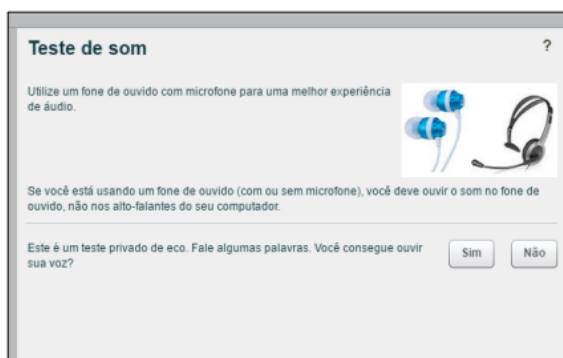 Teste de som
?
Utilize um fone de ouvido com microfone para uma melhor experiência
de áudio.
Se você está usando um fone de ouvido (com ou sem microfone), você deve ouvir o som no fone de
ouvido, não nos alto-falantes do seu computador.
Este é um teste privado de eco. Fale algumas palavras. Você consegue ouvir
sua voz?
Sim
Não